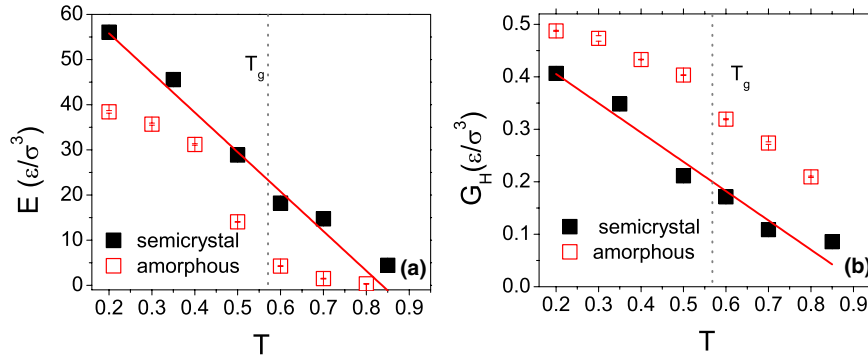 60
50
40
30
20
10
0
E (ε/σ³)
T_g
semicrystal
amorphous
(a)
0.2 0.3 0.4 0.5 0.6 0.7 0.8 0.9
T
0.5
0.4
0.3
0.2
0.1
0.0
G_H(ε/σ³)
T_g
semicrystal
amorphous
(b)
0.2 0.3 0.4 0.5 0.6 0.7 0.8 0.9
T